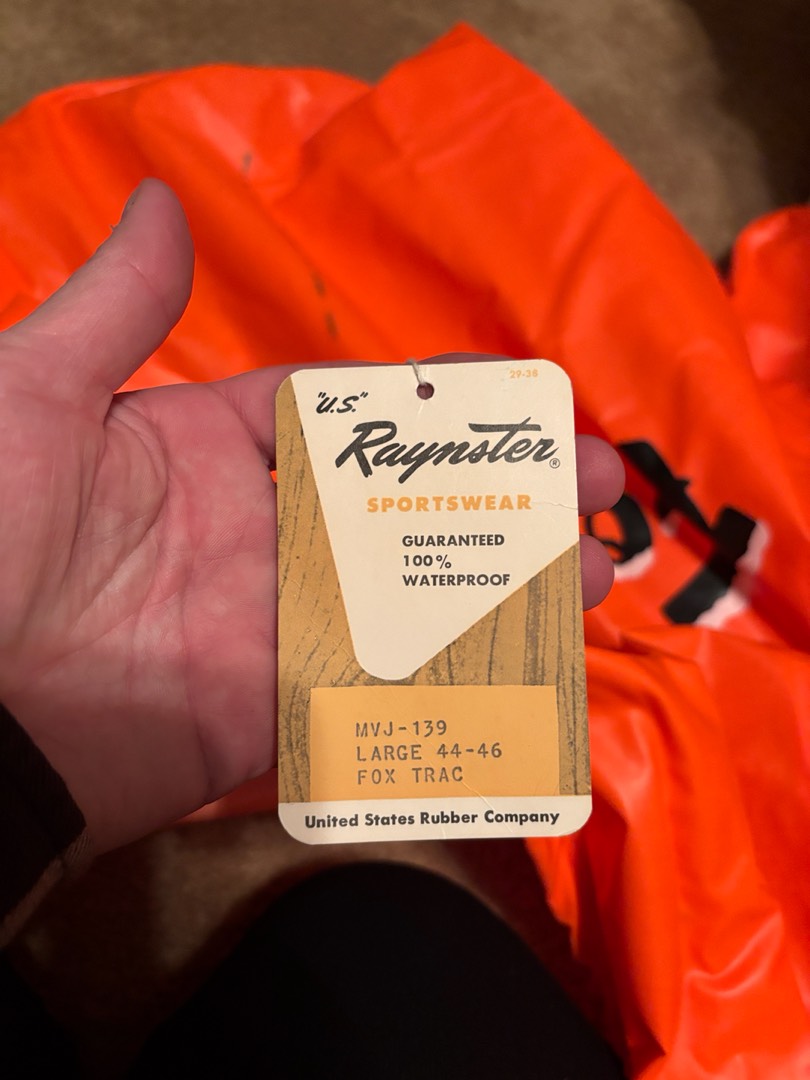 29-38
"U.S."
Raynster®
SPORTSWEAR
GUARANTEED
100%
WATERPROOF
MVJ-139
LARGE 44-46
FOX TRAC
United States Rubber Company